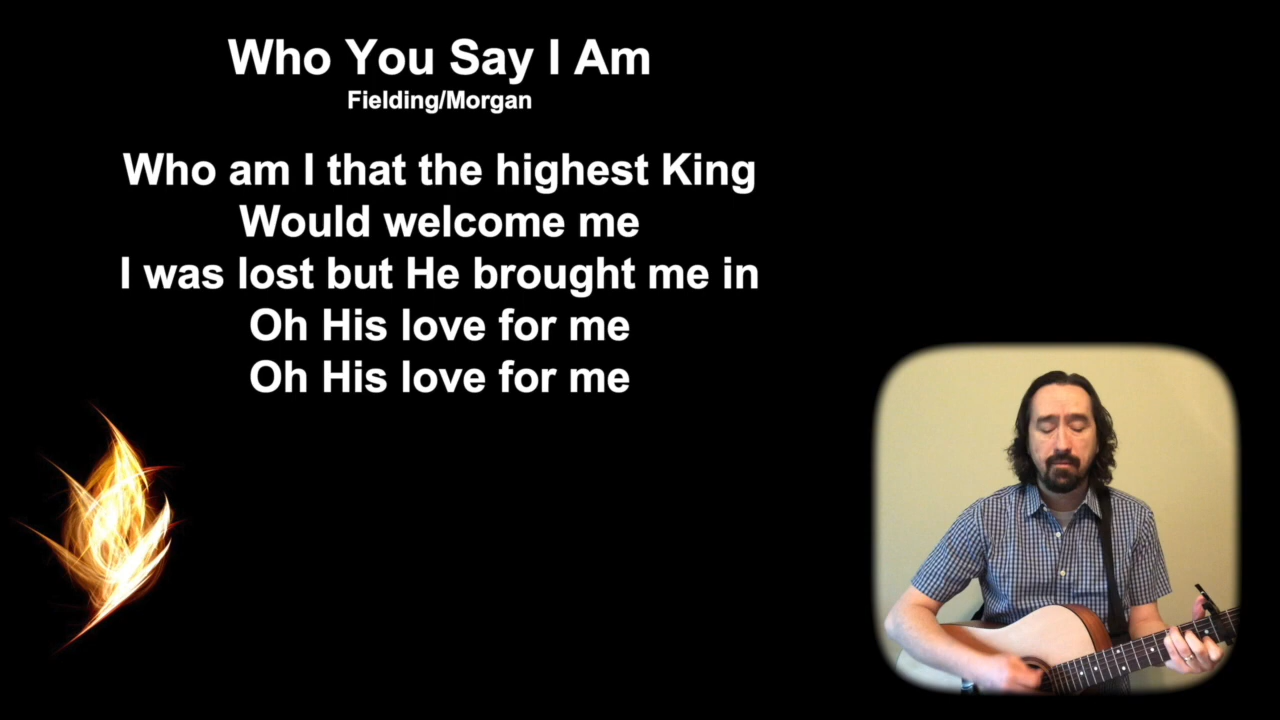 Who You Say I Am
Fielding/Morgan
Who am I that the highest King
Would welcome me
I was lost but He brought me in
Oh His love for me
Oh His love for me